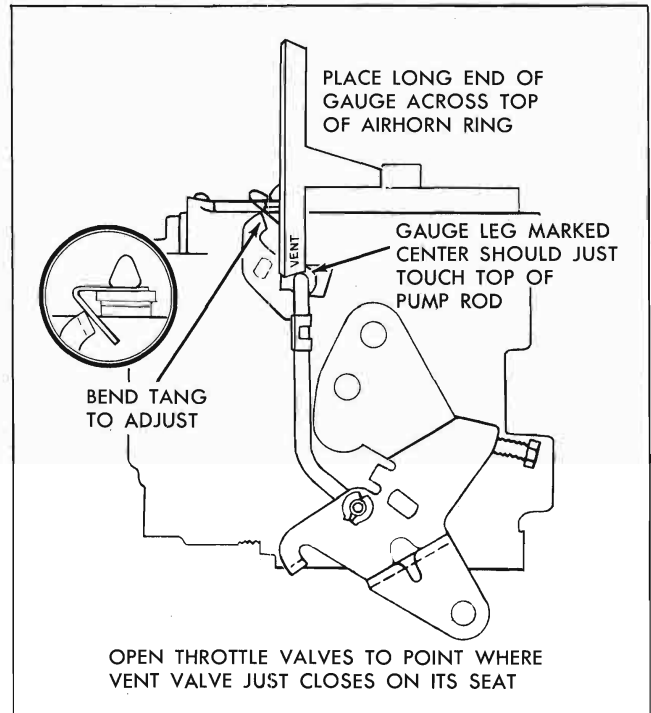 PLACE LONG END OF
GAUGE ACROSS TOP
OF AIRHORN RING
VENT
GAUGE LEG MARKED
CENTER SHOULD JUST
TOUCH TOP OF
PUMP ROD
BEND TANG
TO ADJUST
OPEN THROTTLE VALVES TO POINT WHERE
VENT VALVE JUST CLOSES ON ITS SEAT